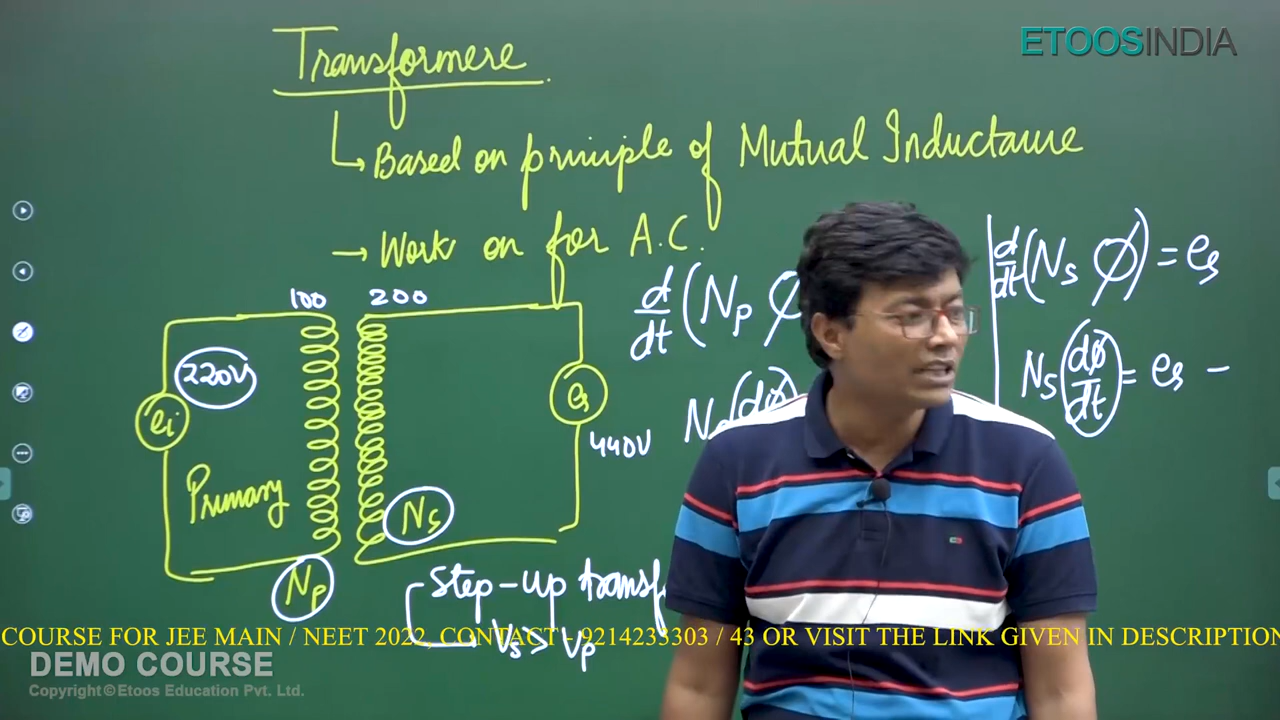 ETOOSINDIA
Transformere
Based on principle of Mutual Inductance
→ Work on for A.C.
d/dt (Np ϕ
d/dt (Ns ϕ) = es
100
200
220V
Ns (dϕ/dt) = es -
ei
es
440V
Primary
Ns
Np
Step-up transf
Vs > Vp
COURSE FOR JEE MAIN / NEET 2022, CONTACT - 9214233303 / 43 OR VISIT THE LINK GIVEN IN DESCRIPTION
DEMO COURSE
Copyright © Etoos Education Pvt. Ltd.